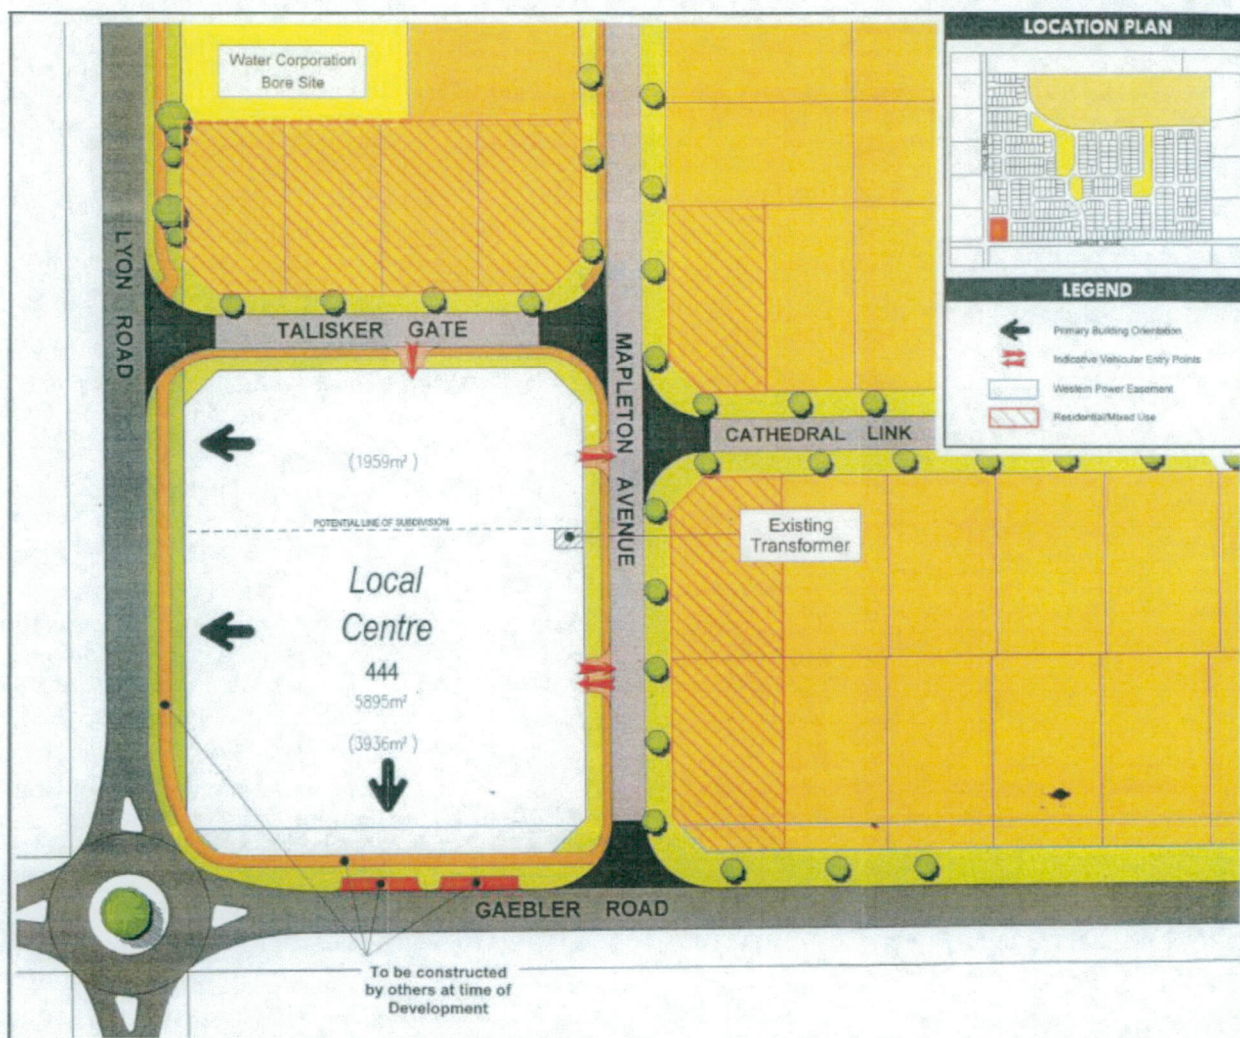 LOCATION PLAN
Water Corporation
Bore Site
LEGEND
Primary Building Orientation
Indicative Vehicular Entry Points
Western Power Easement
Residential/Mixed Use
LYON ROAD
TALISKER GATE
MAPLETON AVENUE
CATHEDRAL LINK
(1959m²)
POTENTIAL LINE OF SUBDIVISION
Existing
Transformer
Local
Centre
444
5895m²
(3936m²)
GAEBLER ROAD
To be constructed
by others at time of
Development